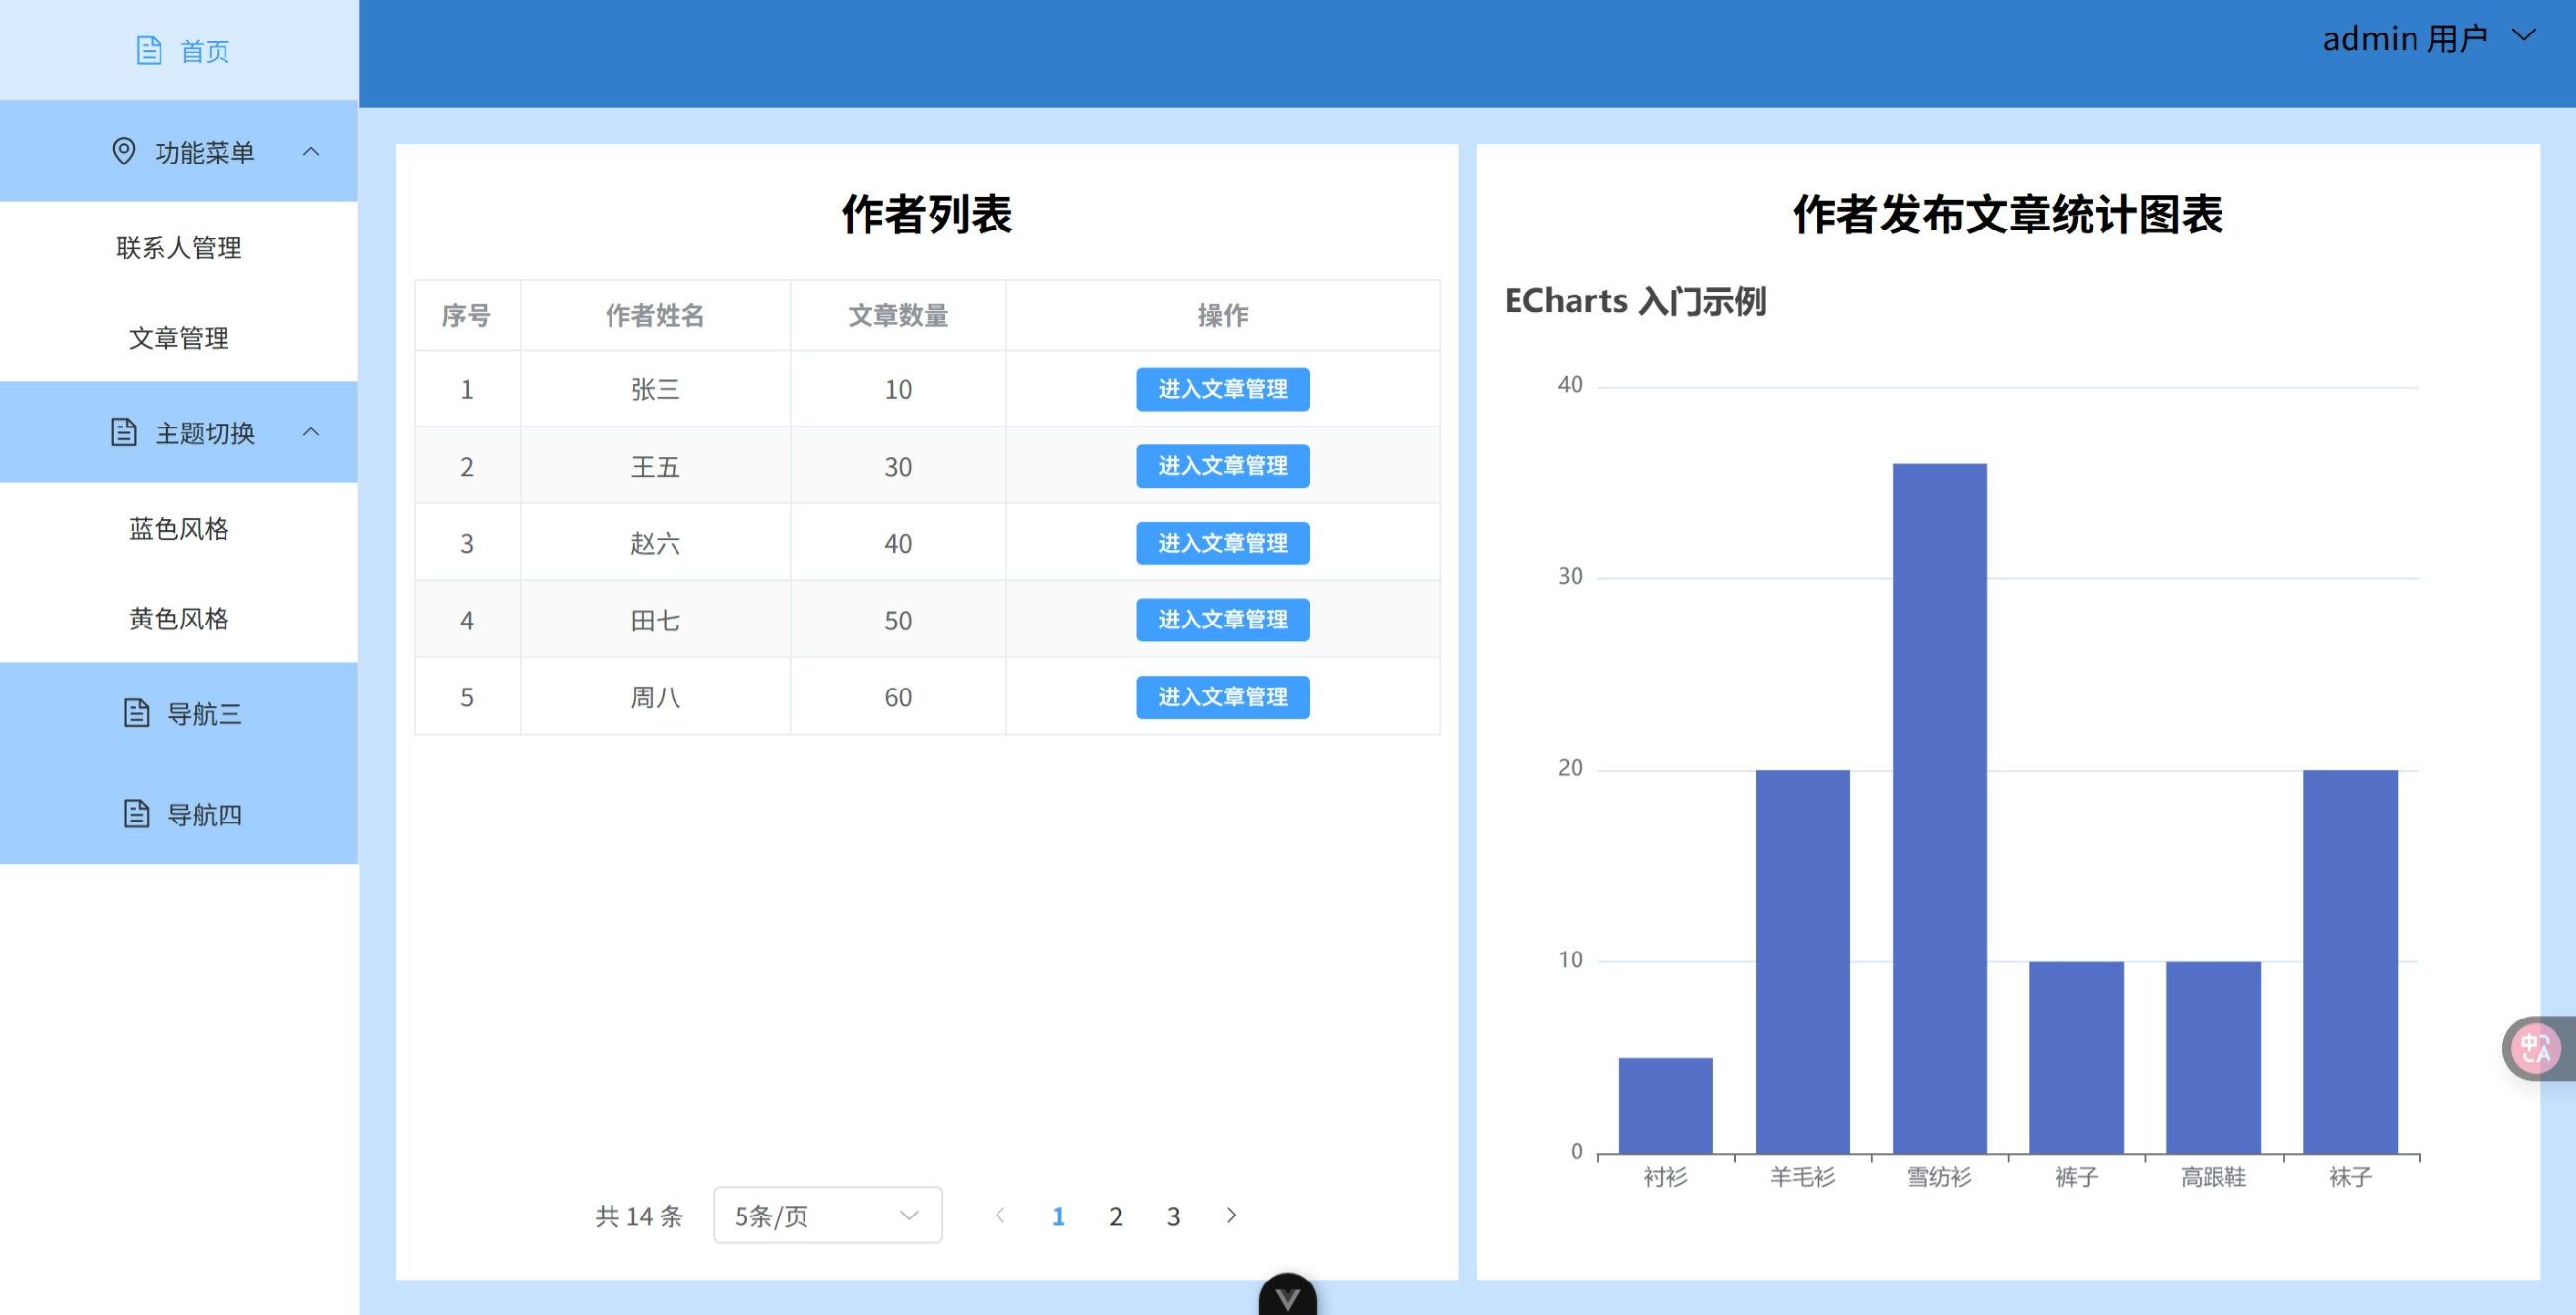 首页
功能菜单
联系人管理
文章管理
主题切换
蓝色风格
黄色风格
导航三
导航四
admin 用户
作者列表
序号 作者姓名 文章数量 操作
1 张三 10 进入文章管理
2 王五 30 进入文章管理
3 赵六 40 进入文章管理
4 田七 50 进入文章管理
5 周八 60 进入文章管理
共 14 条 5条/页 1 2 3
作者发布文章统计图表
ECharts 入门示例
40
30
20
10
0
衬衫 羊毛衫 雪纺衫 裤子 高跟鞋 袜子
中 A